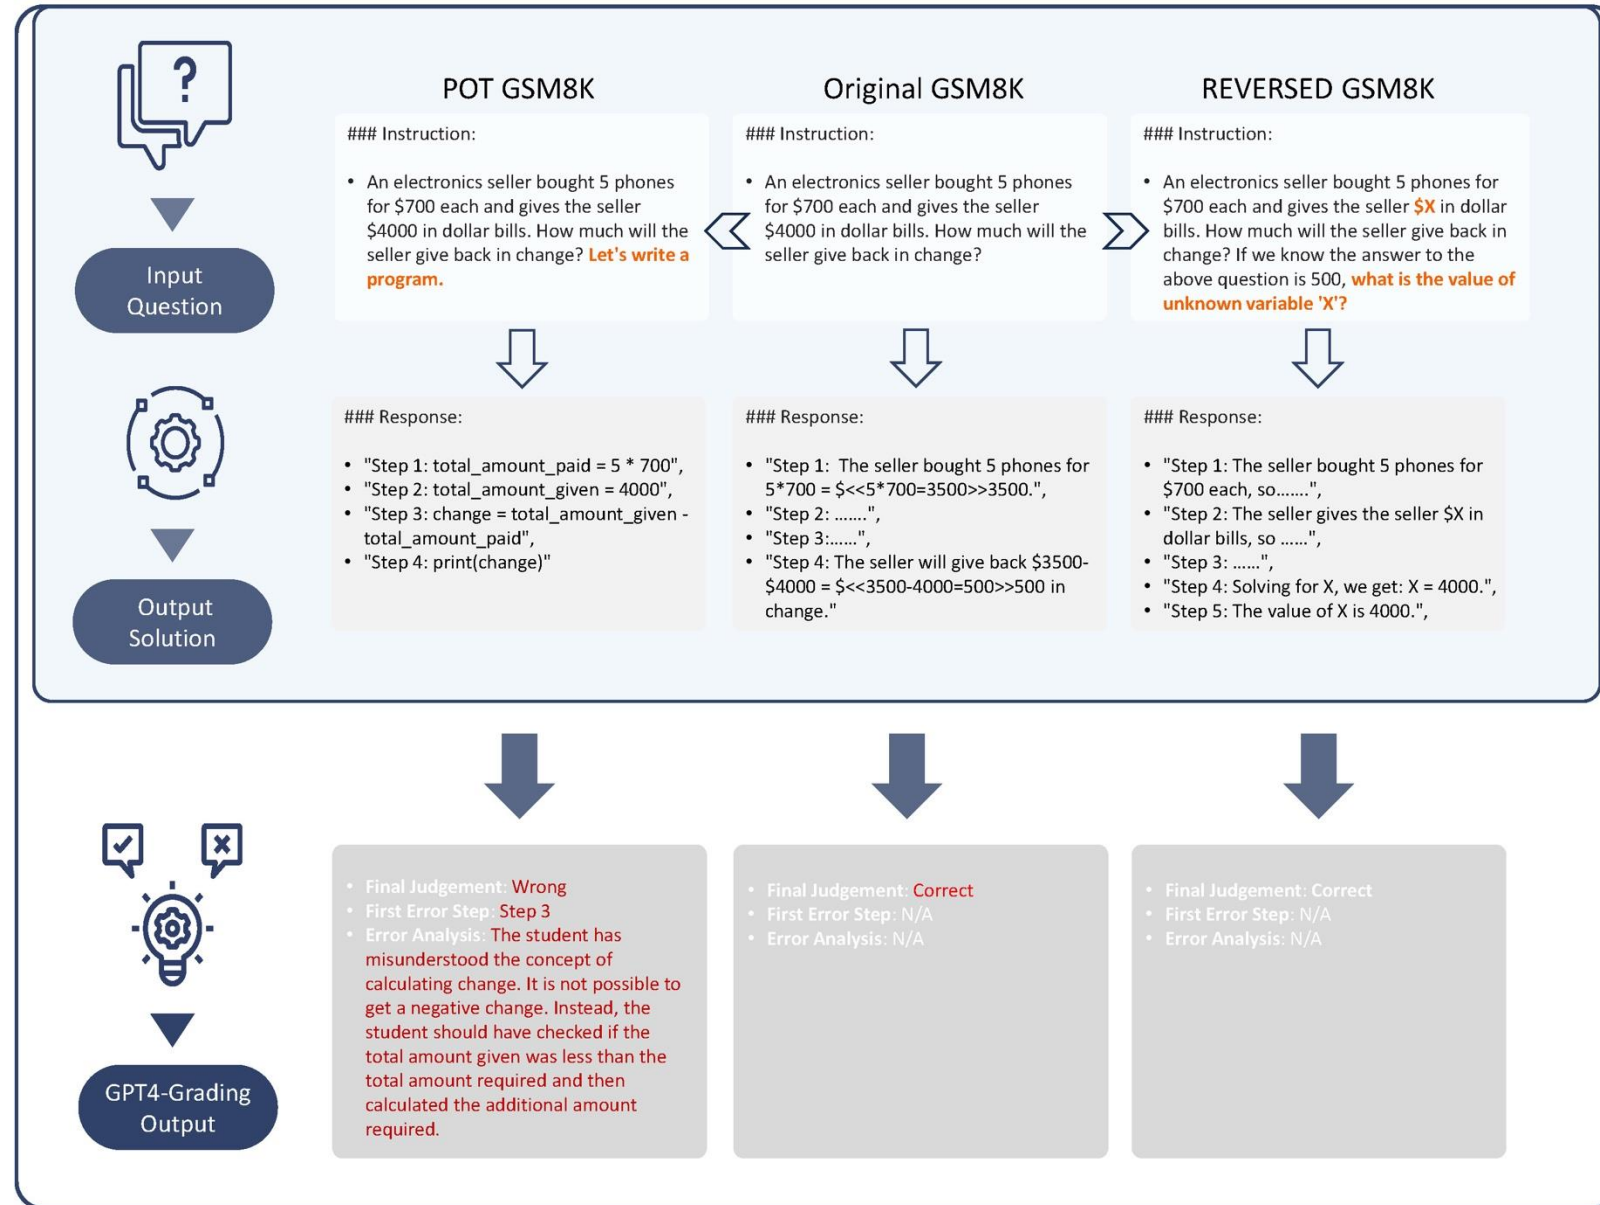 POT GSM8K
Original GSM8K
REVERSED GSM8K
?
Input
Question
### Instruction:
• An electronics seller bought 5 phones
for $700 each and gives the seller
$4000 in dollar bills. How much will the
seller give back in change? Let's write a
program.
### Instruction:
• An electronics seller bought 5 phones
for $700 each and gives the seller
$4000 in dollar bills. How much will the
seller give back in change?
### Instruction:
• An electronics seller bought 5 phones for
$700 each and gives the seller $X in dollar
bills. How much will the seller give back in
change? If we know the answer to the
above question is 500, what is the value of
unknown variable 'X'?
Output
Solution
### Response:
• "Step 1: total_amount_paid = 5 * 700",
• "Step 2: total_amount_given = 4000",
• "Step 3: change = total_amount_given -
total_amount_paid",
• "Step 4: print(change)"
### Response:
• "Step 1:  The seller bought 5 phones for
5*700 = $<<5*700=3500>>3500.",
• "Step 2: .......",
• "Step 3:......",
• "Step 4: The seller will give back $3500-
$4000 = $<<3500-4000=500>>500 in
change."
### Response:
• "Step 1: The seller bought 5 phones for
$700 each, so.......",
• "Step 2: The seller gives the seller $X in
dollar bills, so ......",
• "Step 3: ......",
• "Step 4: Solving for X, we get: X = 4000.",
• "Step 5: The value of X is 4000.",
GPT4-Grading
Output
• Final Judgement: Wrong
• First Error Step: Step 3
• Error Analysis: The student has
misunderstood the concept of
calculating change. It is not possible to
get a negative change. Instead, the
student should have checked if the
total amount given was less than the
total amount required and then
calculated the additional amount
required.
• Final Judgement: Correct
• First Error Step: N/A
• Error Analysis: N/A
• Final Judgement: Correct
• First Error Step: N/A
• Error Analysis: N/A